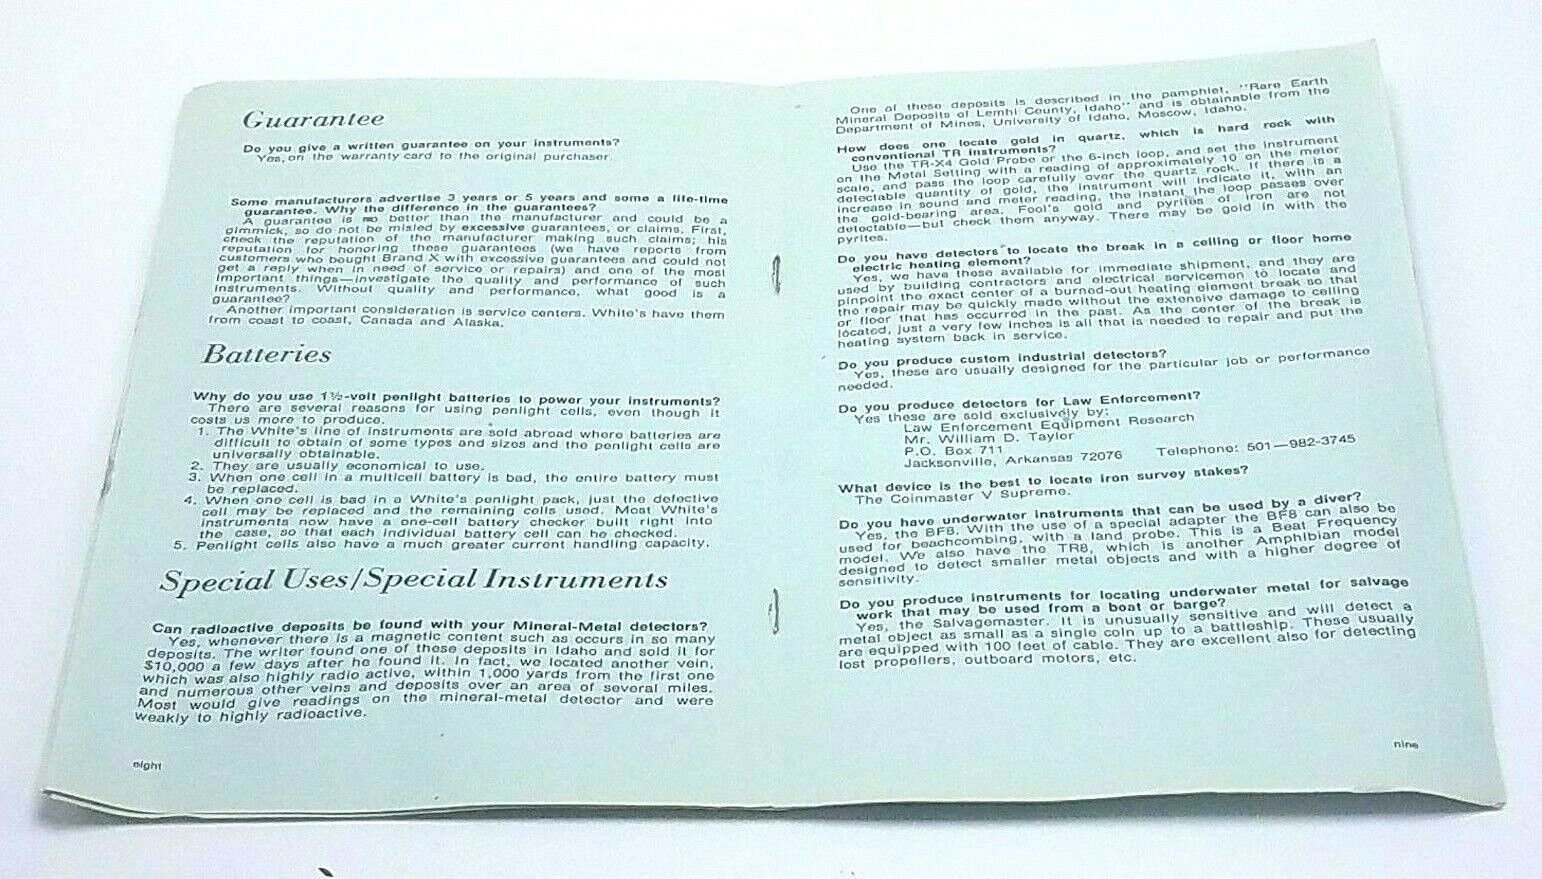 Guarantee
Do you give a written guarantee on your instruments?
Yes, on the warranty card to the original purchaser.
Some manufacturers advertise 3 years or 5 years and some a life-time
guarantee. Why the difference in the guarantees?
A guarantee is no better than the manufacturer and could be a
gimmick, so do not be misled by excessive guarantees, or claims. First,
check the reputation of the manufacturer making such claims; his
reputation for honoring these guarantees (we have reports from
customers who bought Brand X with excessive guarantees and could not
get a reply when in need of service or repairs) and one of the most
important things—investigate the quality and performance of such
instruments. Without quality and performance, what good is a
guarantee?
Another important consideration is service centers. White's have them
from coast to coast, Canada and Alaska.
Batteries
Why do you use 1½-volt penlight batteries to power your instruments?
There are several reasons for using penlight cells, even though it
costs us more to produce.
1. The White's line of instruments are sold abroad where batteries are
difficult to obtain of some types and sizes and the penlight cells are
universally obtainable.
2. They are usually economical to use.
3. When one cell in a multicell battery is bad, the entire battery must
be replaced.
4. When one cell is bad in a White's penlight pack, just the defective
cell may be replaced and the remaining cells used. Most White's
instruments now have a one-cell battery checker built right into
the case, so that each individual battery cell can be checked.
5. Penlight cells also have a much greater current handling capacity.
Special Uses/Special Instruments
Can radioactive deposits be found with your Mineral-Metal detectors?
Yes, whenever there is a magnetic content such as occurs in so many
deposits. The writer found one of these deposits in Idaho and sold it for
$10,000 a few days after he found it. In fact, we located another vein,
which was also highly radio active, within 1,000 yards from the first one
and numerous other veins and deposits over an area of several miles.
Most would give readings on the mineral-metal detector and were
weakly to highly radioactive.
eight
One of these deposits is described in the pamphlet, "Rare Earth
Mineral Deposits of Lemhi County, Idaho" and is obtainable from the
Department of Mines, University of Idaho, Moscow, Idaho.
How does one locate gold in quartz, which is hard rock with
conventional TR instruments?
Use the TR-X4 Gold Probe or the 6-inch loop, and set the instrument
on the Metal Setting with a reading of approximately 10 on the meter
scale, and pass the loop carefully over the quartz rock. If there is a
detectable quantity of gold, the instrument will indicate it, with an
increase in sound and meter reading, the instant the loop passes over
the gold-bearing area. Fool's gold and pyrites of iron are not
detectable—but check them anyway. There may be gold in with the
pyrites.
Do you have detectors to locate the break in a ceiling or floor home
electric heating element?
Yes, we have these available for immediate shipment, and they are
used by building contractors and electrical servicemen to locate and
pinpoint the exact center of a burned-out heating element break so that
the repair may be quickly made without the extensive damage to ceiling
or floor that has occurred in the past. As the center of the break is
located, just a very few inches is all that is needed to repair and put the
heating system back in service.
Do you produce custom industrial detectors?
Yes, these are usually designed for the particular job or performance
needed.
Do you produce detectors for Law Enforcement?
Yes these are sold exclusively by:
Law Enforcement Equipment Research
Mr. William D. Taylor
P.O. Box 711
Jacksonville, Arkansas 72076 Telephone: 501—982-3745
What device is the best to locate iron survey stakes?
The Coinmaster V Supreme.
Do you have underwater instruments that can be used by a diver?
Yes, the BF8. With the use of a special adapter the BF8 can also be
used for beachcombing, with a land probe. This is a Beat Frequency
model. We also have the TR8, which is another Amphibian model
designed to detect smaller metal objects and with a higher degree of
sensitivity.
Do you produce instruments for locating underwater metal for salvage
work that may be used from a boat or barge?
Yes, the Salvagemaster. It is unusually sensitive and will detect a
metal object as small as a single coin up to a battleship. These usually
are equipped with 100 feet of cable. They are excellent also for detecting
lost propellers, outboard motors, etc.
nine